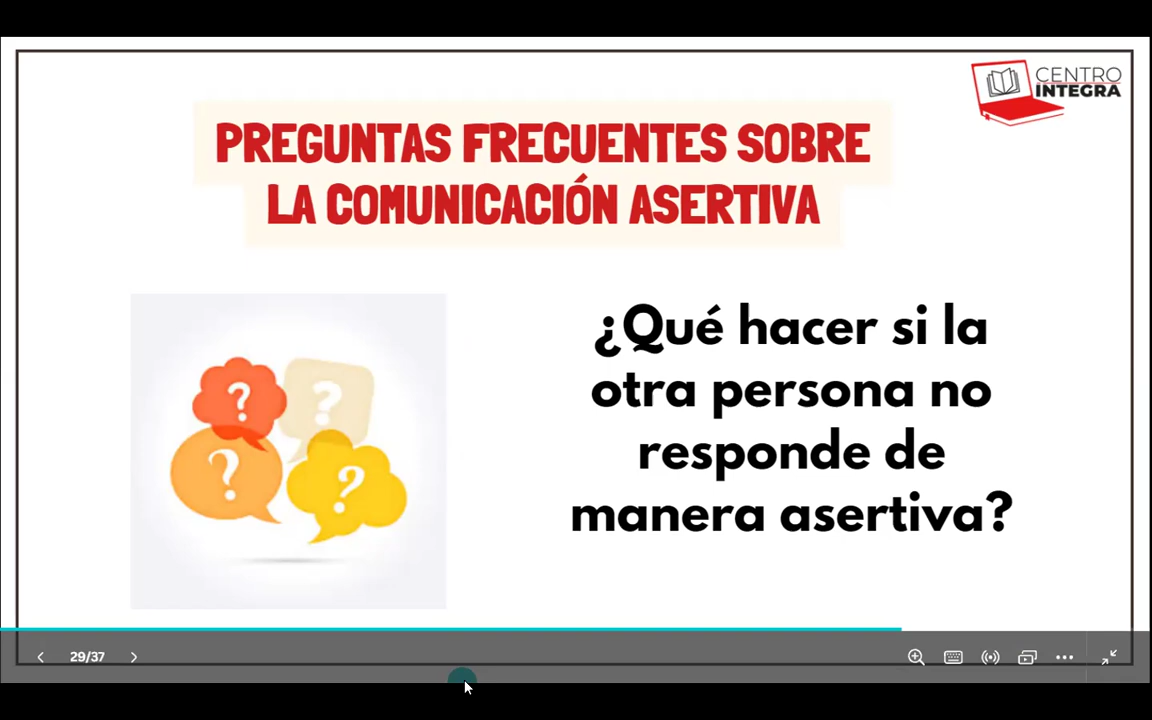 CENTRO
INTEGRA
PREGUNTAS FRECUENTES SOBRE
LA COMUNICACIÓN ASERTIVA
? ?
? ?
¿Qué hacer si la
otra persona no
responde de
manera asertiva?
29/37